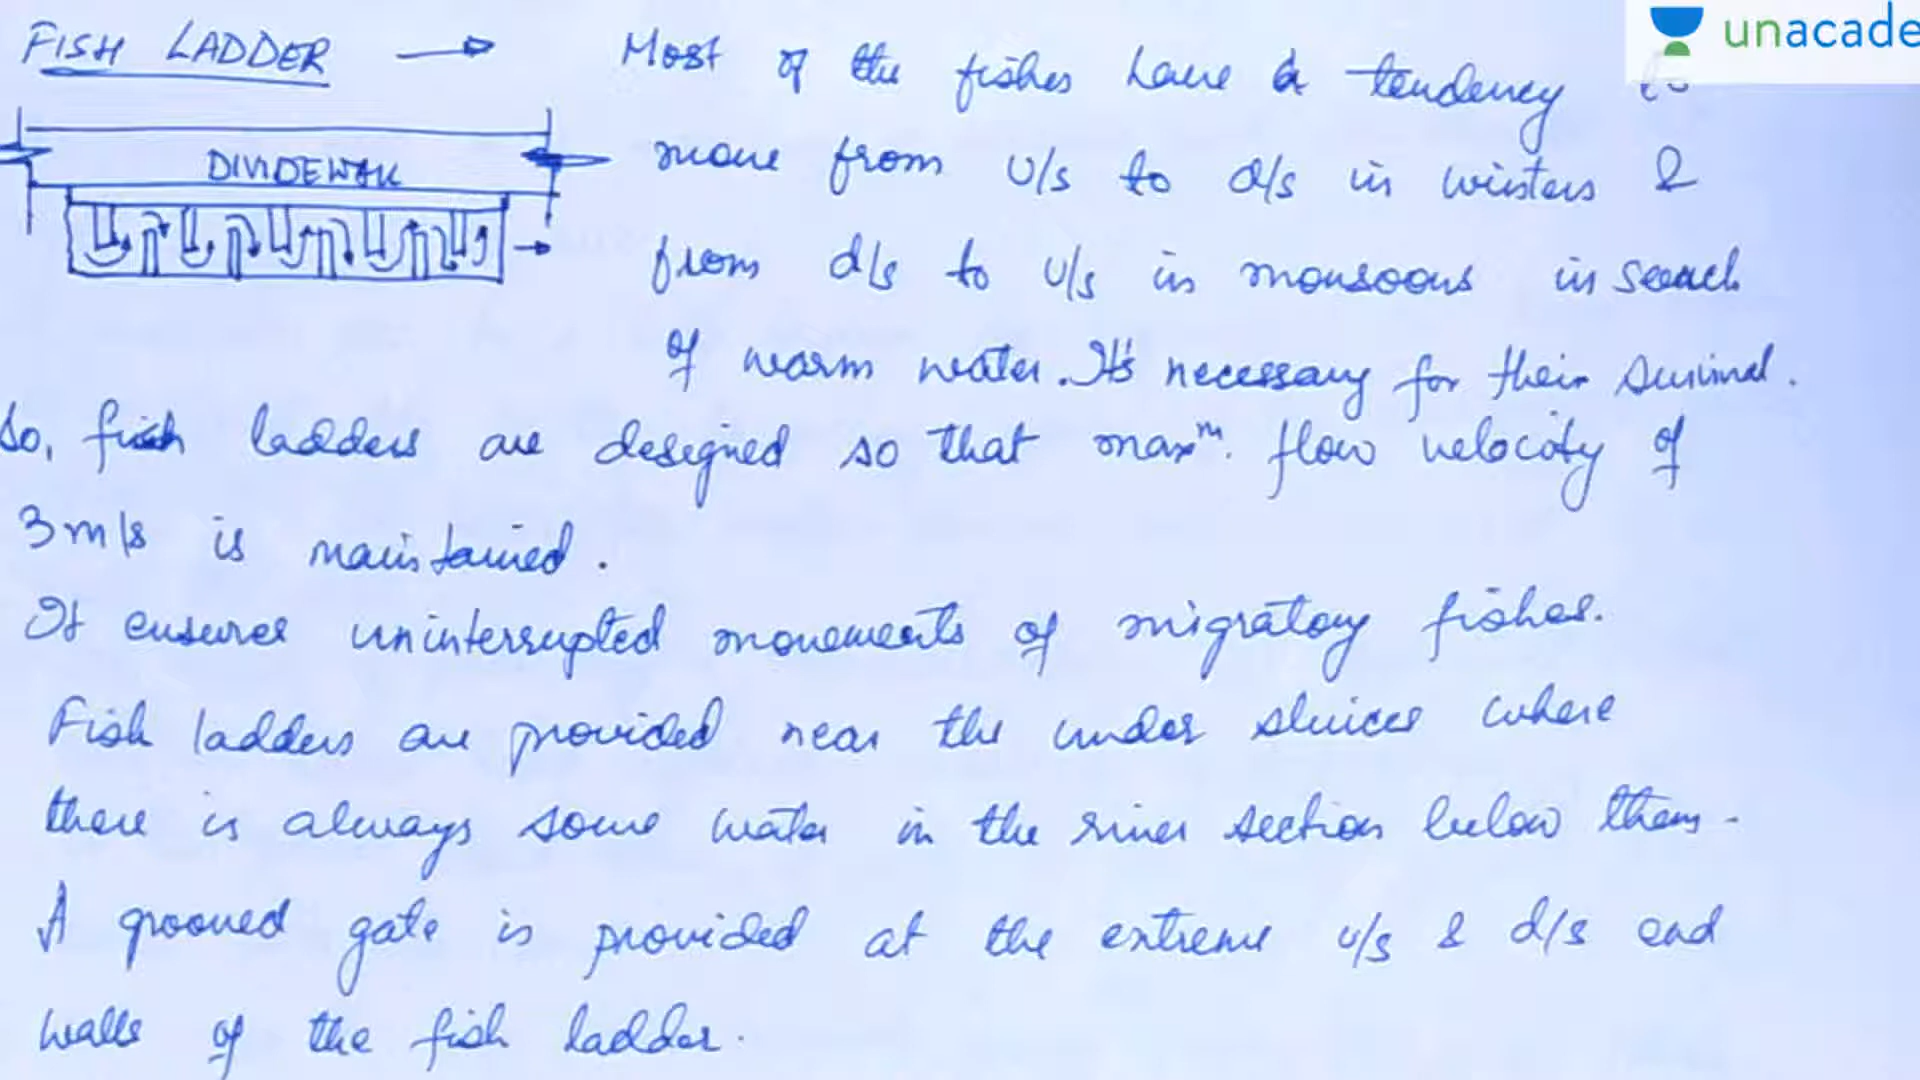 FISH LADDER → Most of the fishes have a tendency to
unacade
DIVIDEWALL
move from u/s to d/s in winters &
from d/s to u/s in monsoons in search
of warm water. It's necessary for their survival.
So, fish ladders are designed so that maxᵐ. flow velocity of
3m/s is maintained.
It ensures uninterrupted movements of migratory fishes.
Fish ladders are provided near the under sluices where
there is always some water in the river section below them.
A grooved gate is provided at the extreme u/s & d/s end
walls of the fish ladder.